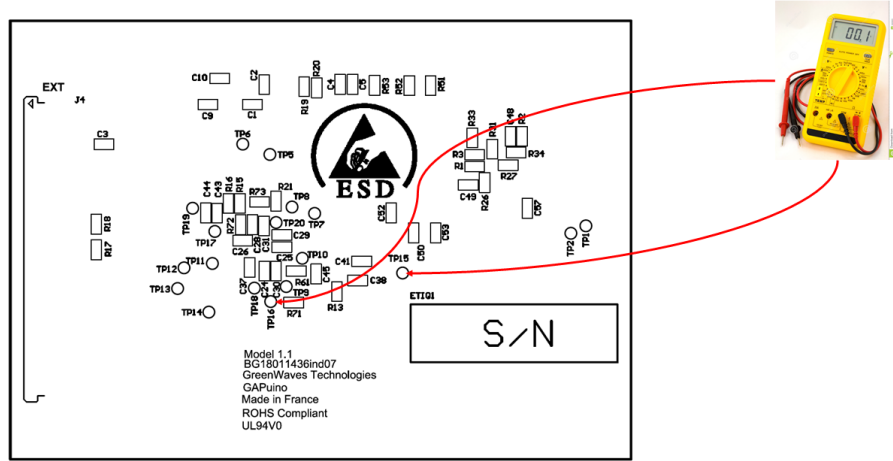 00.1
EXT
J4
C10
C2
R19
R20
C4
C5
R53
R52
R51
C9
C1
C3
TP6
TP5
R33
C48
R2
R31
R3
R34
R1
R27
C49
R26
ESD
C44
C43
R16
R15
R73
R21
TP8
TP19
TP7
TP20
C52
C57
R18
TP17
R72
C28
C31
C29
C26
C50
C53
TP2
TP1
R17
C25
TP10
TP15
TP12
TP11
C37
C24
C30
R61
C45
C41
C38
TP13
TP18
TP9
R13
TP16
R71
TP14
ETIQ1
S/N
Model 1.1
BG18011436ind07
GreenWaves Technologies
GAPuino
Made in France
ROHS Compliant
UL94V0